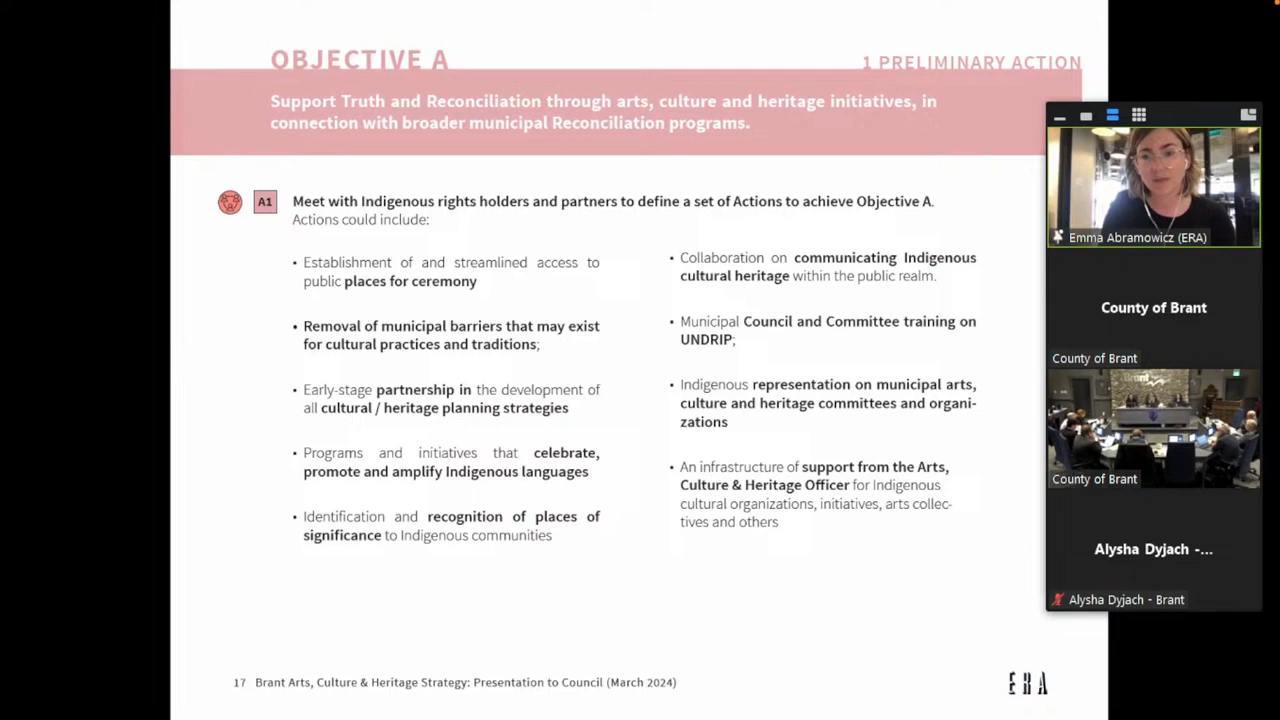 OBJECTIVE A
1 PRELIMINARY ACTION
Support Truth and Reconciliation through arts, culture and heritage initiatives, in
connection with broader municipal Reconciliation programs.
A1
Meet with Indigenous rights holders and partners to define a set of Actions to achieve Objective A.
Actions could include:
• Establishment of and streamlined access to
public places for ceremony
• Removal of municipal barriers that may exist
for cultural practices and traditions;
• Early-stage partnership in the development of
all cultural / heritage planning strategies
• Programs and initiatives that celebrate,
promote and amplify Indigenous languages
• Identification and recognition of places of
significance to Indigenous communities
• Collaboration on communicating Indigenous
cultural heritage within the public realm.
• Municipal Council and Committee training on
UNDRIP;
• Indigenous representation on municipal arts,
culture and heritage committees and organi-
zations
• An infrastructure of support from the Arts,
Culture & Heritage Officer for Indigenous
cultural organizations, initiatives, arts collec-
tives and others
17 Brant Arts, Culture & Heritage Strategy: Presentation to Council (March 2024)
ERA
Emma Abramowicz (ERA)
County of Brant
County of Brant
Brant
County of Brant
Alysha Dyjach -...
Alysha Dyjach - Brant